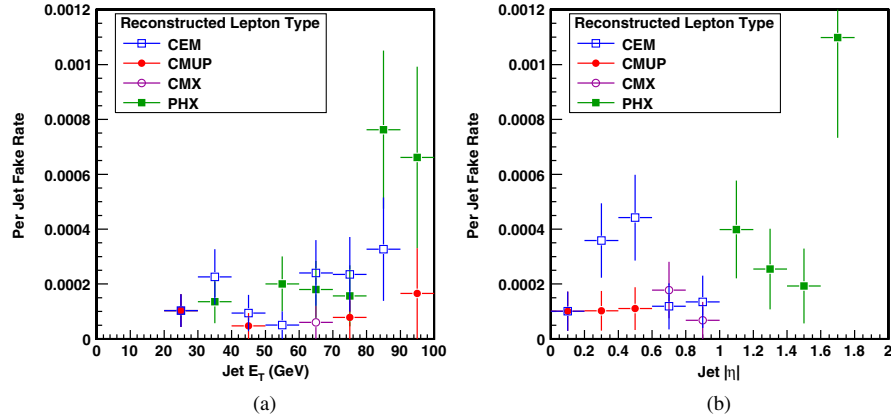 Reconstructed Lepton Type
CEM
CMUP
CMX
PHX
Per Jet Fake Rate
0.0012
0.001
0.0008
0.0006
0.0004
0.0002
0
0 10 20 30 40 50 60 70 80 90 100
Jet E_T (GeV)
(a)
Reconstructed Lepton Type
CEM
CMUP
CMX
PHX
Per Jet Fake Rate
0.0012
0.001
0.0008
0.0006
0.0004
0.0002
0
0 0.2 0.4 0.6 0.8 1 1.2 1.4 1.6 1.8 2
Jet |η|
(b)